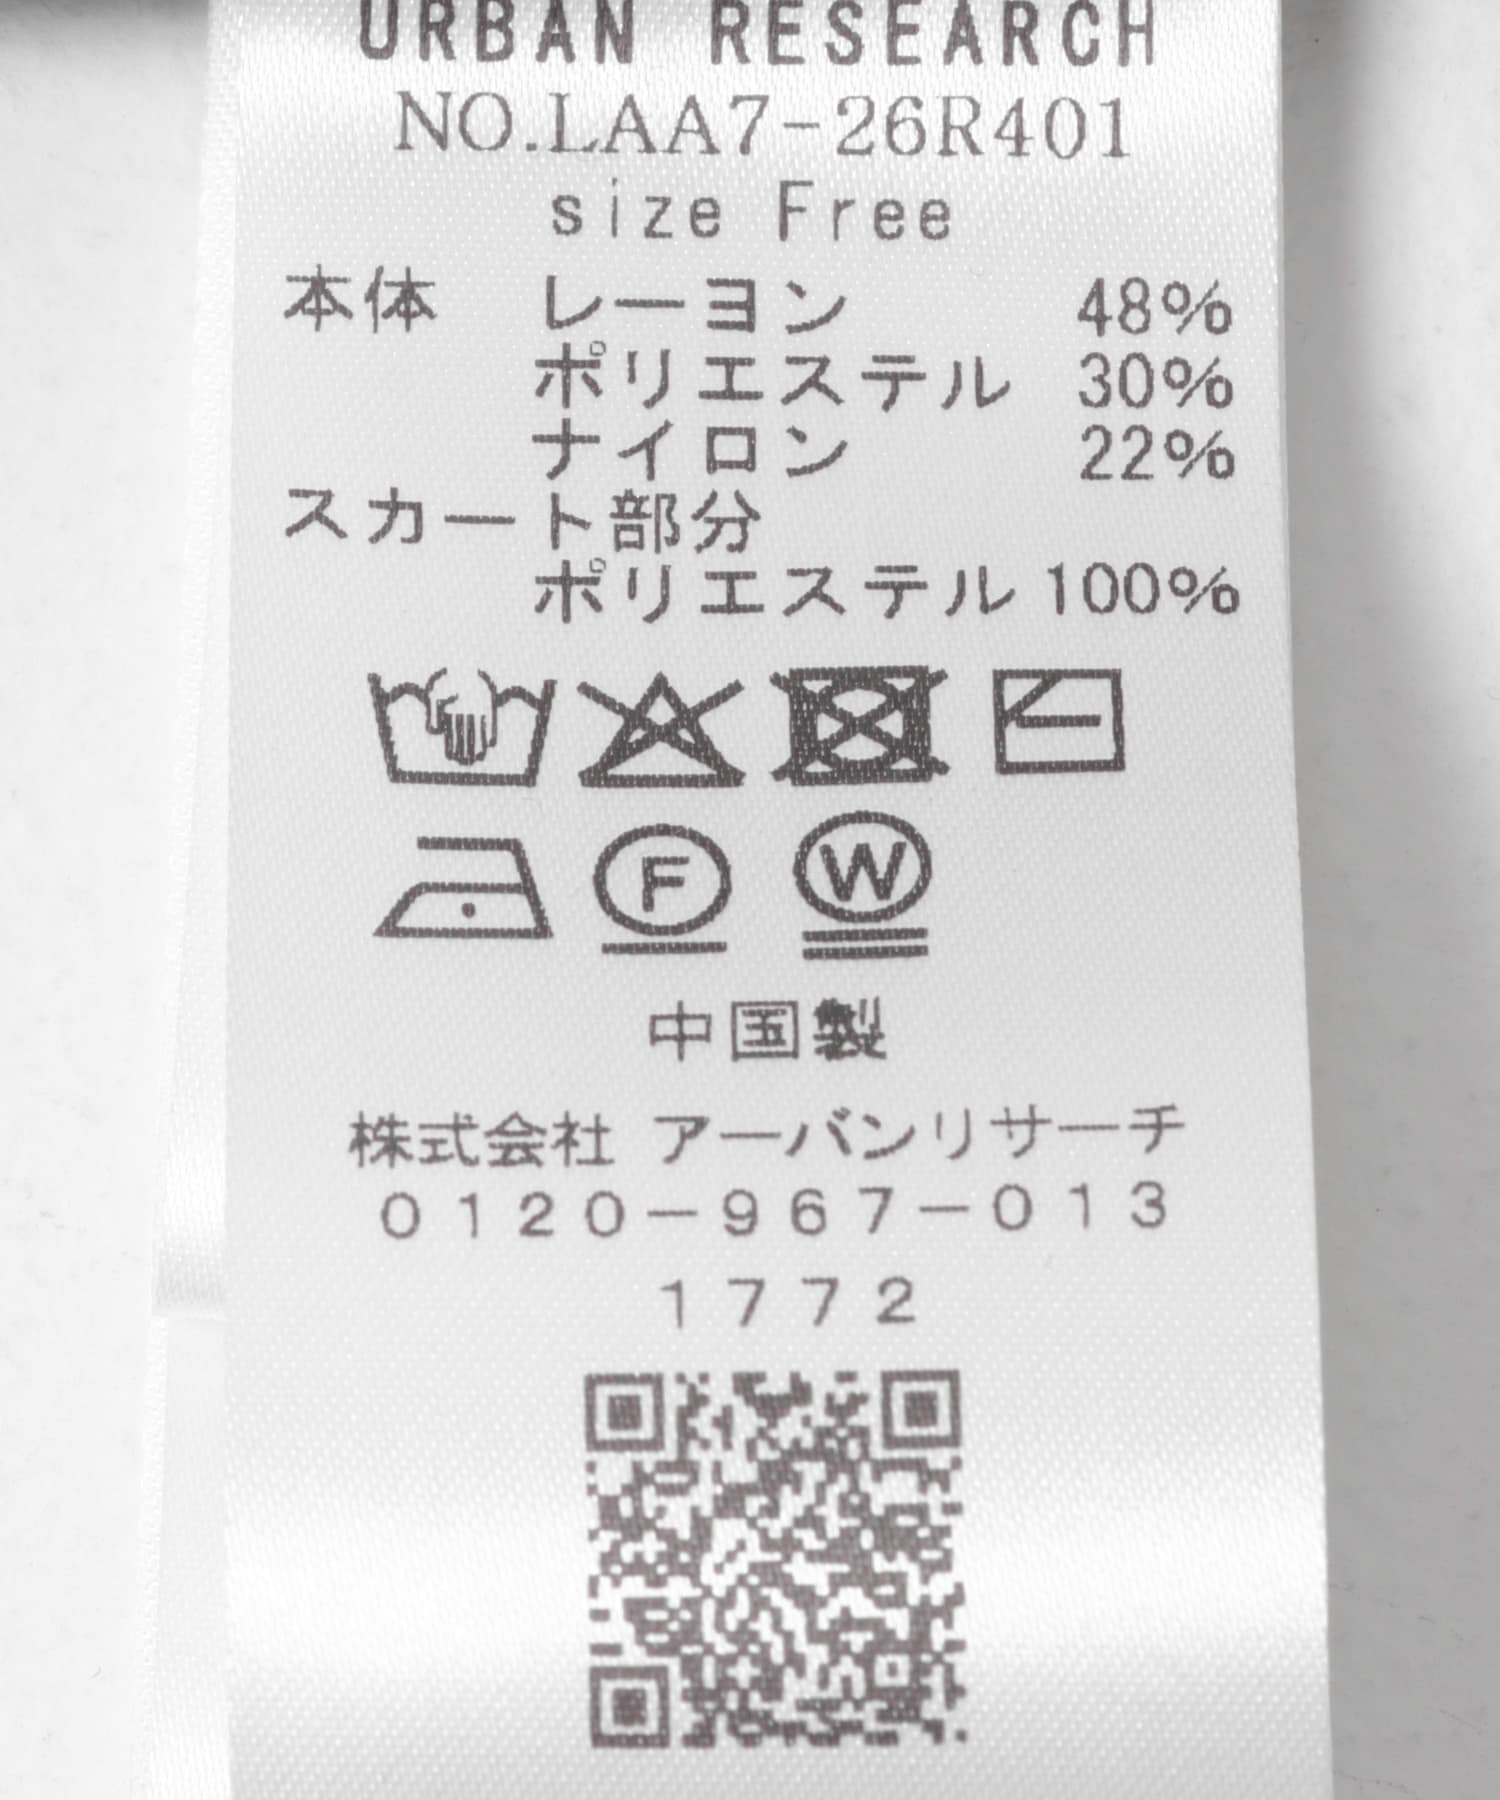 URBAN RESEARCH
NO.LAA7-26R401
size Free
本体 レーヨン 48%
ポリエステル 30%
ナイロン 22%
スカート部分
ポリエステル 100%
F W
中国製
株式会社 アーバンリサーチ
0120-967-013
1772